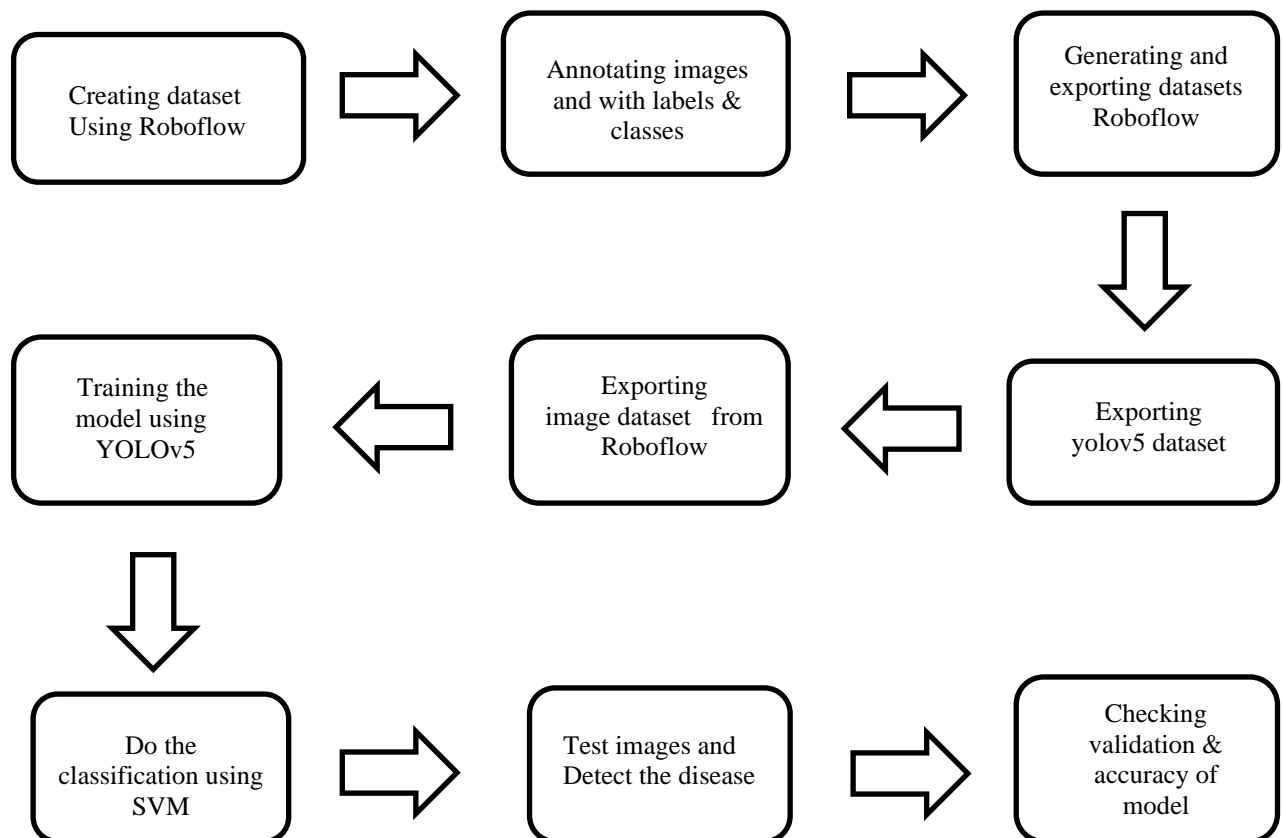 Creating dataset
Using Roboflow
Annotating images
and with labels &
classes
Generating and
exporting datasets
Roboflow
Exporting
yolov5 dataset
Exporting
image dataset from
Roboflow
Training the
model using
YOLOv5
Do the
classification using
SVM
Test images and
Detect the disease
Checking
validation &
accuracy of
model